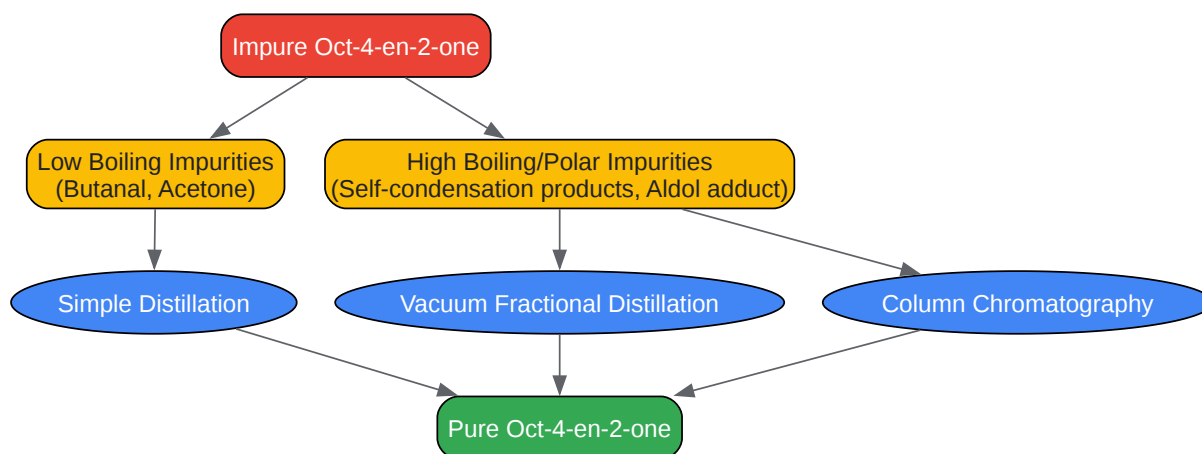 Impure Oct-4-en-2-one
Low Boiling Impurities
(Butanal, Acetone)
High Boiling/Polar Impurities
(Self-condensation products, Aldol adduct)
Simple Distillation
Vacuum Fractional Distillation
Column Chromatography
Pure Oct-4-en-2-one